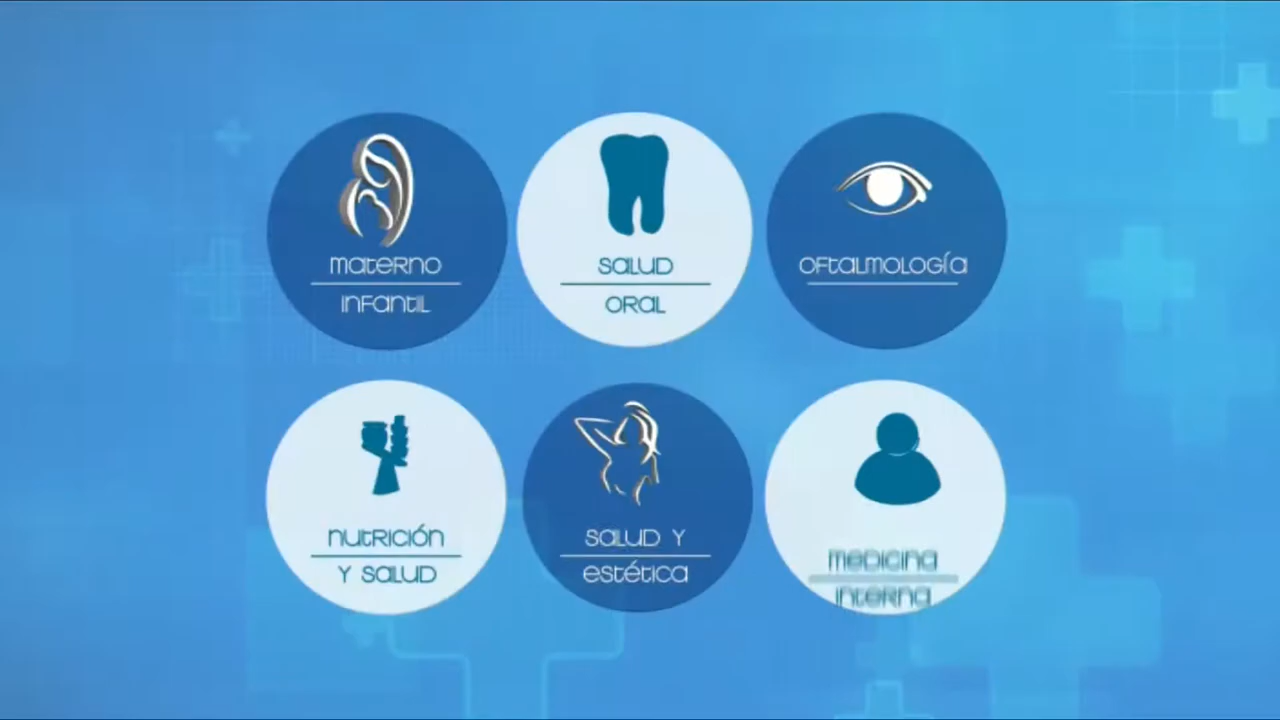 Materno
Infantil
Salud
Oral
Oftalmología
Nutrición
Y Salud
Salud Y
Estética
Medicina
Interna